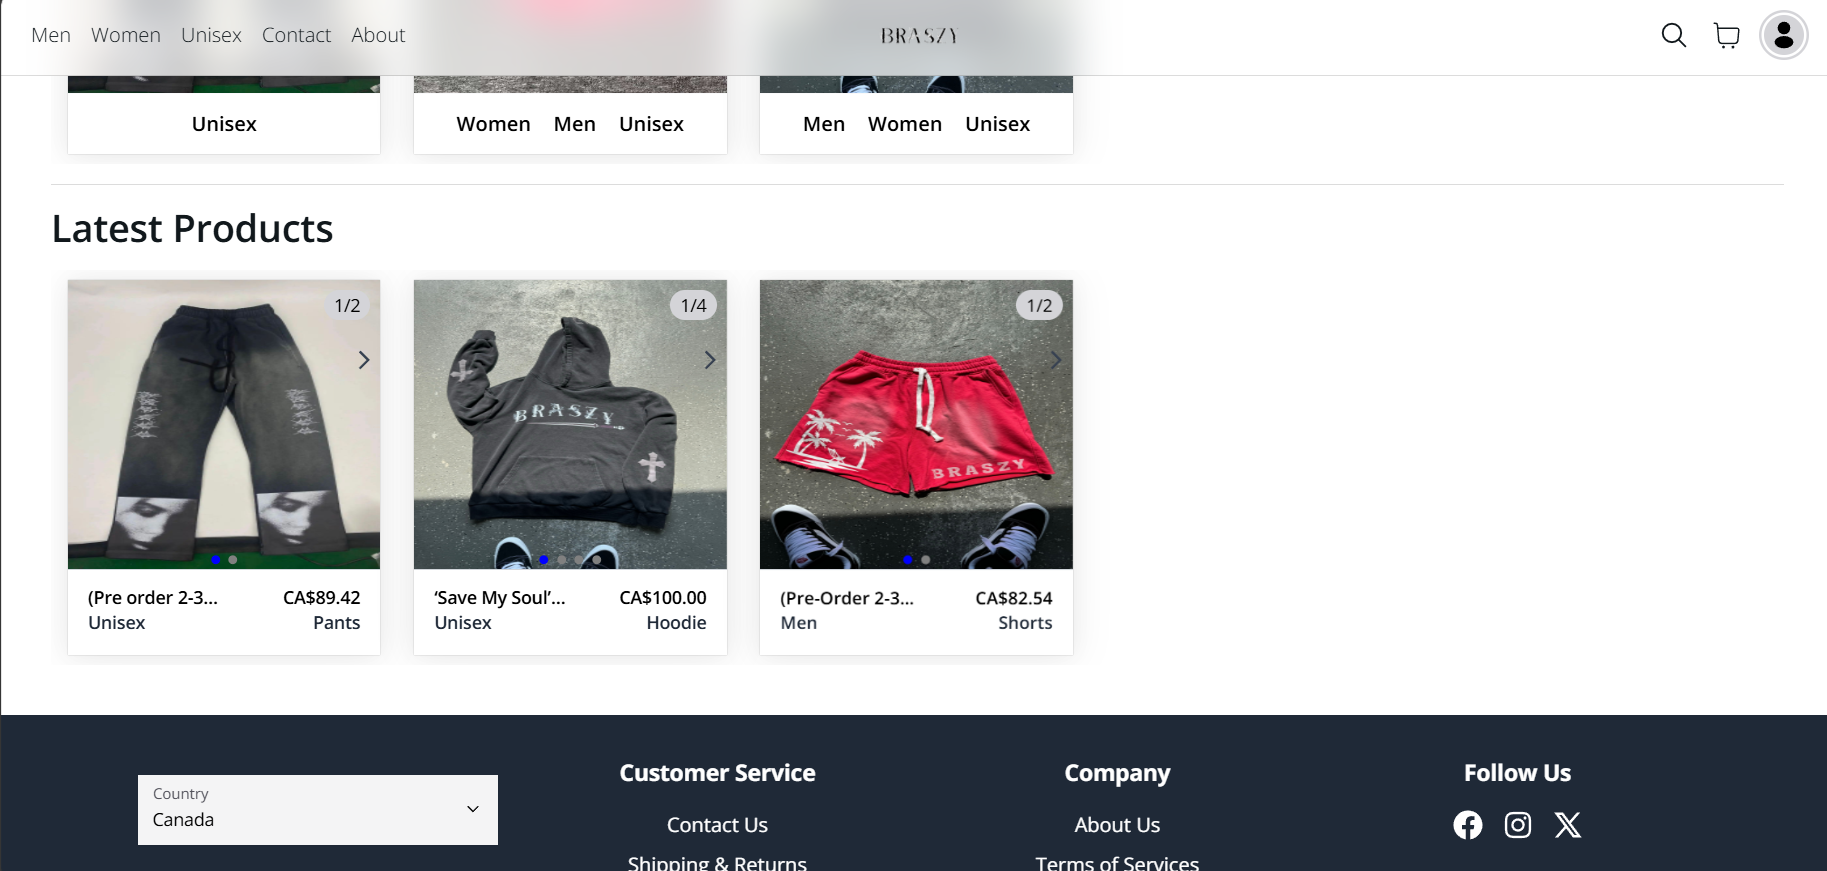 Men Women Unisex Contact About
BRASZY
Unisex
Women Men Unisex
Men Women Unisex
Latest Products
1/2
1/4
1/2
BRASZY
BRASZY
(Pre order 2-3... CA$89.42
Unisex Pants
‘Save My Soul’... CA$100.00
Unisex Hoodie
(Pre-Order 2-3... CA$82.54
Men Shorts
Country
Canada
Customer Service
Contact Us
Shipping & Returns
Company
About Us
Terms of Services
Follow Us